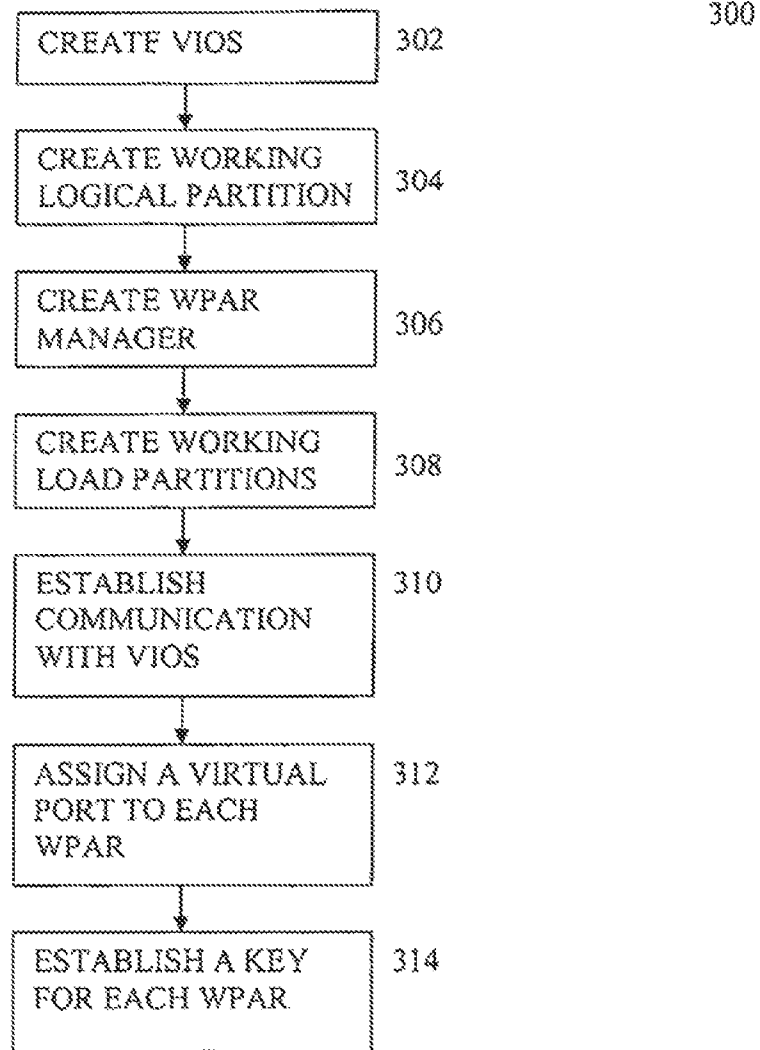 300
CREATE VIOS
302
CREATE WORKING
LOGICAL PARTITION
304
CREATE WPAR
MANAGER
306
CREATE WORKING
LOAD PARTITIONS
308
ESTABLISH
COMMUNICATION
WITH VIOS
310
ASSIGN A VIRTUAL
PORT TO EACH
WPAR
312
ESTABLISH A KEY
FOR EACH WPAR
314